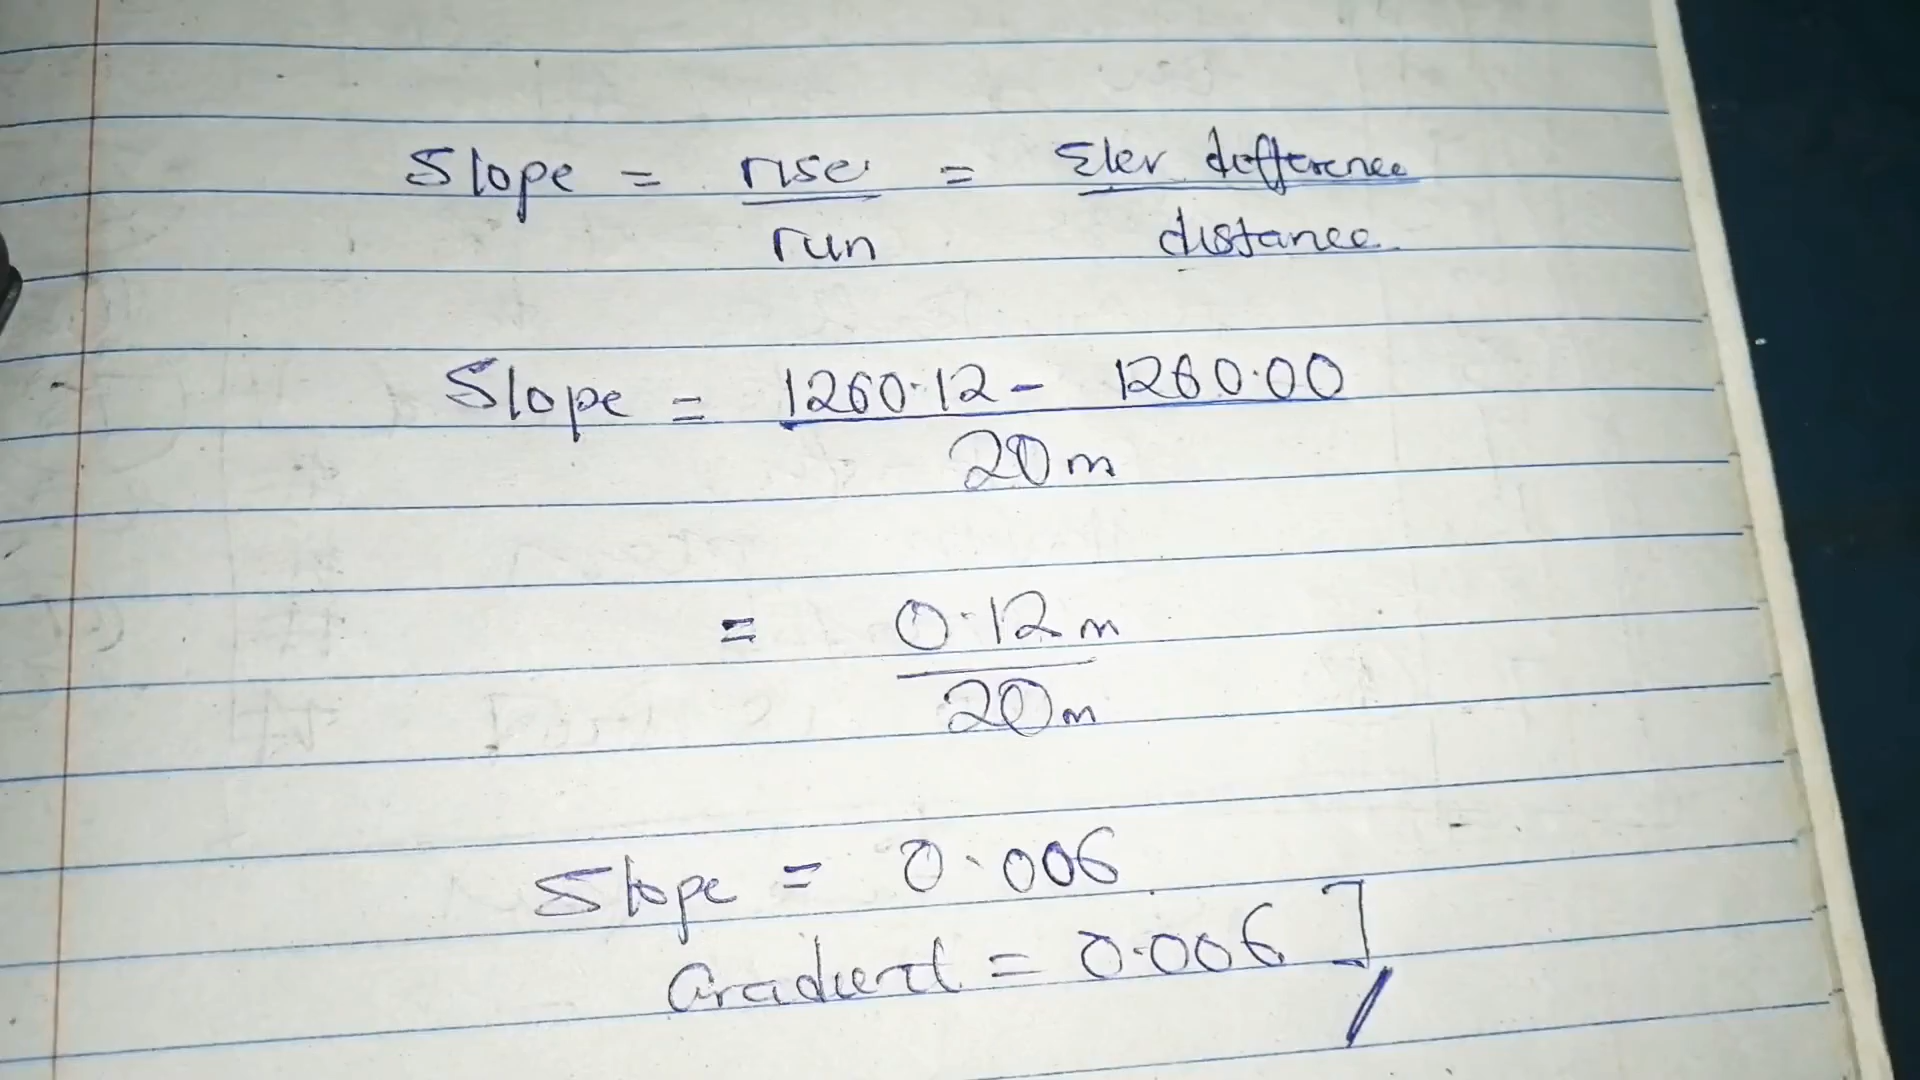 Slope = rise = Elev difference
run distance
Slope = 1260.12 - 1260.00
20m
= 0.12m
20m
Slope = 0.006
Gradient = 0.006]